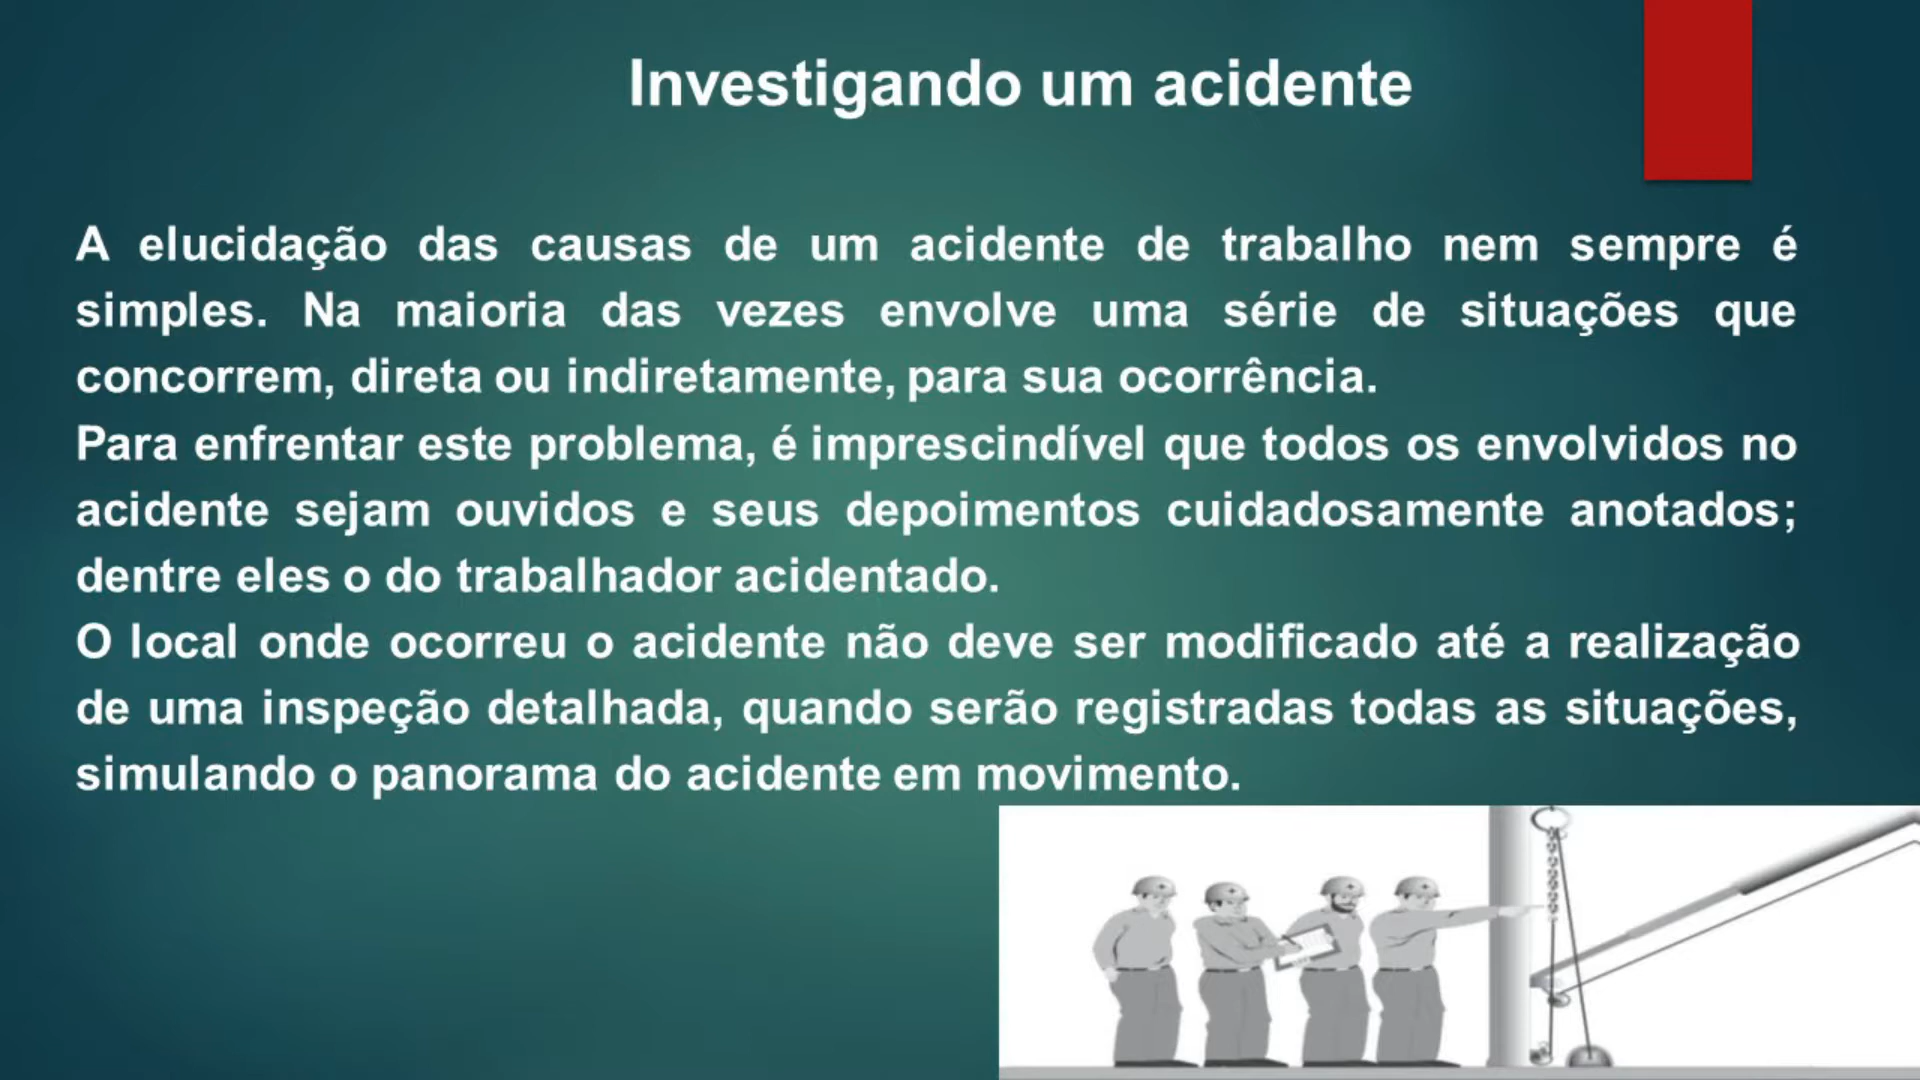 Investigando um acidente
A elucidação das causas de um acidente de trabalho nem sempre é
simples. Na maioria das vezes envolve uma série de situações que
concorrem, direta ou indiretamente, para sua ocorrência.
Para enfrentar este problema, é imprescindível que todos os envolvidos no
acidente sejam ouvidos e seus depoimentos cuidadosamente anotados;
dentre eles o do trabalhador acidentado.
O local onde ocorreu o acidente não deve ser modificado até a realização
de uma inspeção detalhada, quando serão registradas todas as situações,
simulando o panorama do acidente em movimento.